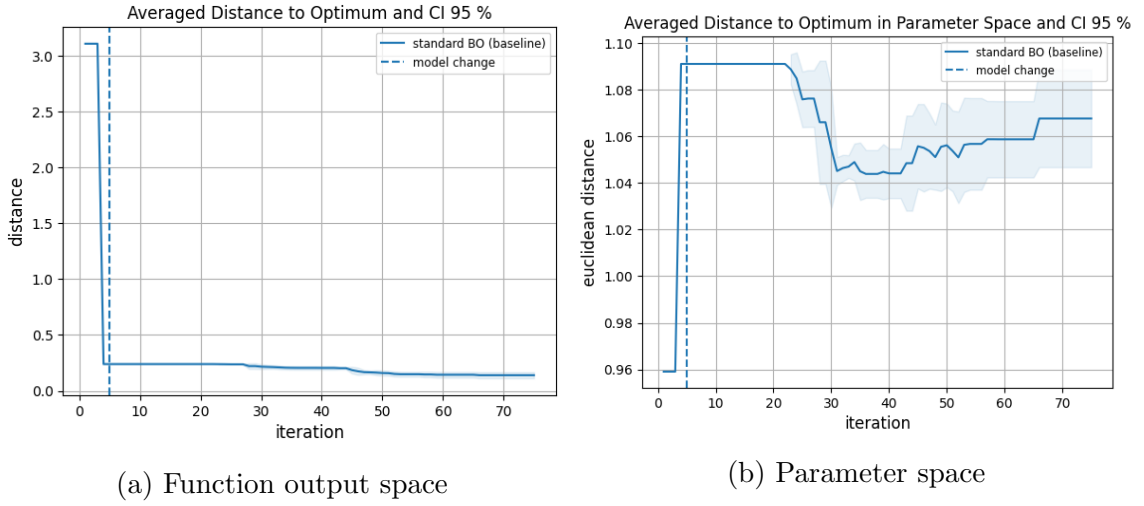 Averaged Distance to Optimum and CI 95 %
standard BO (baseline)
model change
3.0
2.5
2.0
1.5
1.0
0.5
0.0
distance
0
10
20
30
40
50
60
70
iteration
(a) Function output space
Averaged Distance to Optimum in Parameter Space and CI 95 %
standard BO (baseline)
model change
1.10
1.08
1.06
1.04
1.02
1.00
0.98
0.96
euclidean distance
0
10
20
30
40
50
60
70
iteration
(b) Parameter space